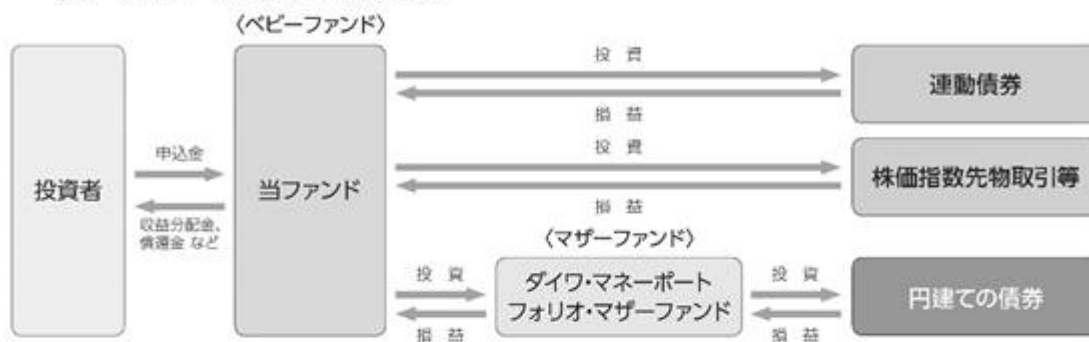 〈ベビーファンド〉
投資
連動債券
損益
申込金
投資
投資者
当ファンド
株価指数先物取引等
収益分配金、
償還金 など
損益
〈マザーファンド〉
投資
ダイワ・マネーポート
フォリオ・マザーファンド
投資
円建ての債券
損益
損益